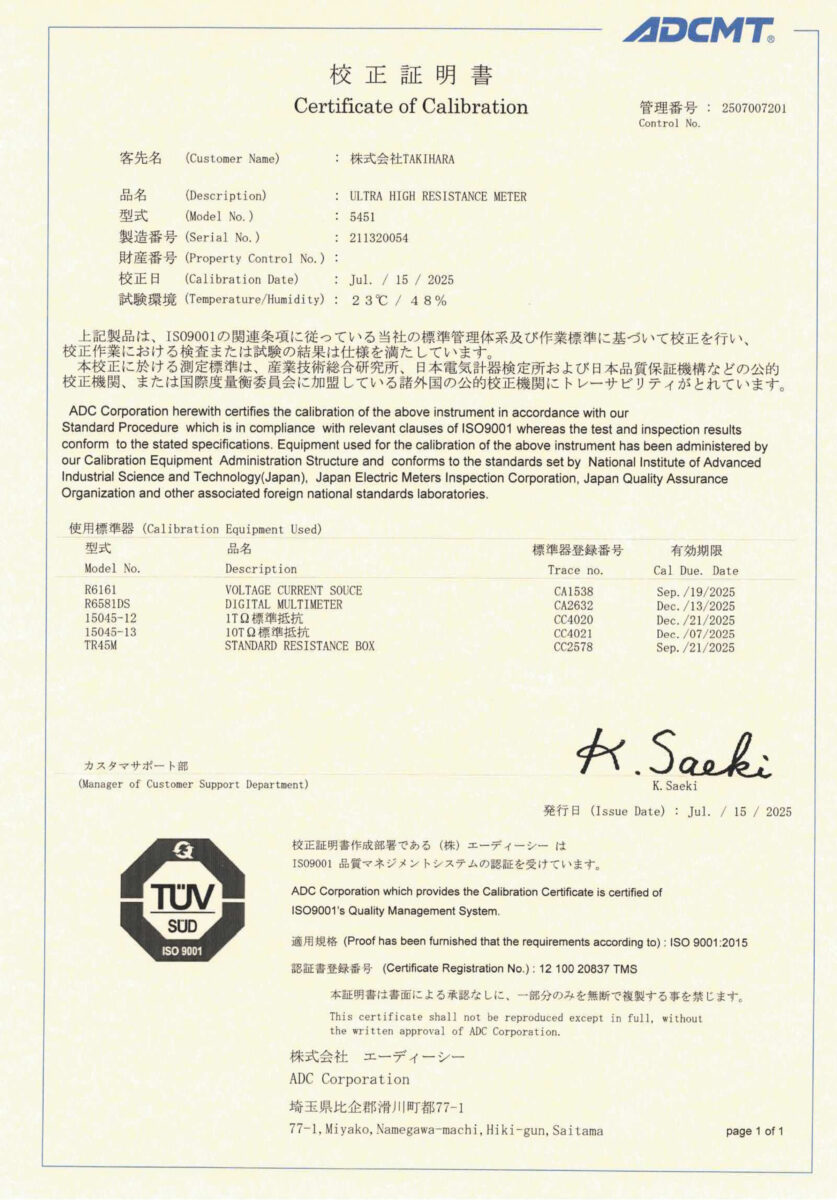 ADCMT®
校正証明書
Certificate of Calibration
管理番号 : 2507007201
Control No.
客先名 (Customer Name) : 株式会社TAKIHARA
品名 (Description) : ULTRA HIGH RESISTANCE METER
型式 (Model No.) : 5451
製造番号 (Serial No.) : 211320054
財産番号 (Property Control No.) :
校正日 (Calibration Date) : Jul. / 15 / 2025
試験環境 (Temperature/Humidity) : 23℃ / 48%
上記製品は、ISO9001の関連条項に従っている当社の標準管理体系及び作業標準に基づいて校正を行い、
校正作業における検査または試験の結果は仕様を満たしています。
本校正に於ける測定標準は、産業技術総合研究所、日本電気計器検定所および日本品質保証機構などの公的
校正機関、または国際度量衡委員会に加盟している諸外国の公的校正機関にトレーサビリティがとれています。
ADC Corporation herewith certifies the calibration of the above instrument in accordance with our
Standard Procedure which is in compliance with relevant clauses of ISO9001 whereas the test and inspection results
conform to the stated specifications. Equipment used for the calibration of the above instrument has been administered by
our Calibration Equipment Administration Structure and conforms to the standards set by National Institute of Advanced
Industrial Science and Technology(Japan), Japan Electric Meters Inspection Corporation, Japan Quality Assurance
Organization and other associated foreign national standards laboratories.
使用標準器 (Calibration Equipment Used)
型式 品名 標準器登録番号 有効期限
Model No. Description Trace no. Cal Due. Date
R6161 VOLTAGE CURRENT SOUCE CA1538 Sep./19/2025
R6581DS DIGITAL MULTIMETER CA2632 Dec./13/2025
15045-12 1TΩ標準抵抗 CC4020 Dec./21/2025
15045-13 10TΩ標準抵抗 CC4021 Dec./07/2025
TR45M STANDARD RESISTANCE BOX CC2578 Sep./21/2025
K. Saeki
カスタマサポート部
(Manager of Customer Support Department) K. Saeki
発行日 (Issue Date) : Jul. / 15 / 2025
TÜV
SÜD
ISO 9001
校正証明書作成部署である (株) エーディーシー は
ISO9001 品質マネジメントシステムの認証を受けています。
ADC Corporation which provides the Calibration Certificate is certified of
ISO9001's Quality Management System.
適用規格 (Proof has been furnished that the requirements according to) : ISO 9001:2015
認証書登録番号 (Certificate Registration No.) : 12 100 20837 TMS
本証明書は書面による承認なしに、一部分のみを無断で複製する事を禁じます。
This certificate shall not be reproduced except in full, without
the written approval of ADC Corporation.
株式会社 エーディーシー
ADC Corporation
埼玉県比企郡滑川町都77-1
77-1,Miyako,Namegawa-machi,Hiki-gun,Saitama
page 1 of 1